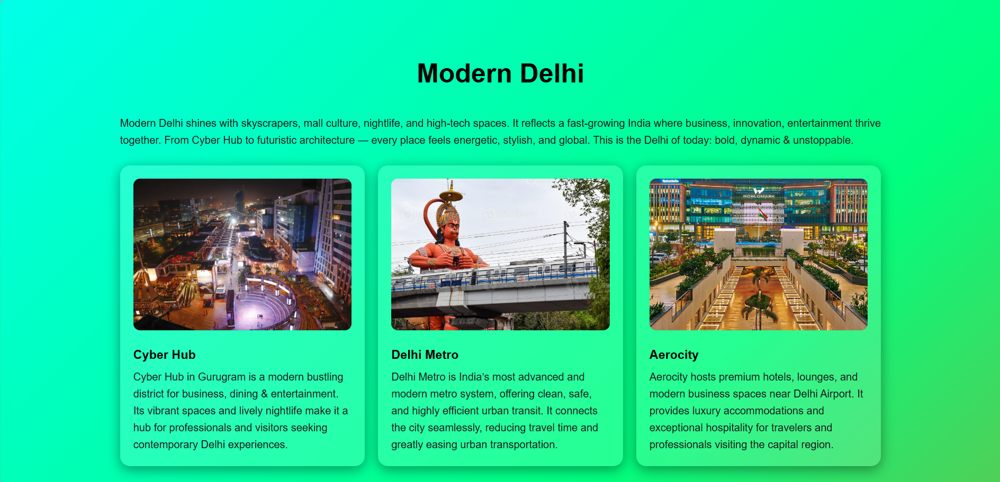 Modern Delhi
Modern Delhi shines with skyscrapers, mall culture, nightlife, and high-tech spaces. It reflects a fast-growing India where business, innovation, entertainment thrive
together. From Cyber Hub to futuristic architecture — every place feels energetic, stylish, and global. This is the Delhi of today: bold, dynamic & unstoppable.
RattanIndia
WORLDMARK
Vecteezy
Cyber Hub
Cyber Hub in Gurugram is a modern bustling
district for business, dining & entertainment.
Its vibrant spaces and lively nightlife make it a
hub for professionals and visitors seeking
contemporary Delhi experiences.
Delhi Metro
Delhi Metro is India’s most advanced and
modern metro system, offering clean, safe,
and highly efficient urban transit. It connects
the city seamlessly, reducing travel time and
greatly easing urban transportation.
Aerocity
Aerocity hosts premium hotels, lounges, and
modern business spaces near Delhi Airport. It
provides luxury accommodations and
exceptional hospitality for travelers and
professionals visiting the capital region.